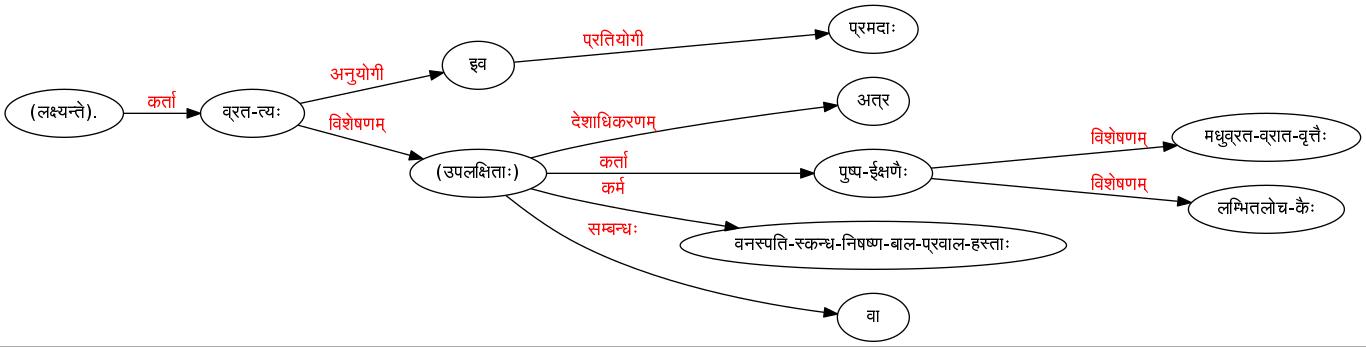 प्रमदाः
प्रतियोगी
इव
अनुयोगी
अत्र
(लक्ष्यन्ते).
कर्ता
व्रत-त्यः
विशेषणम्
देशाधिकरणम्
मधुव्रत-व्रात-वृत्तैः
विशेषणम्
(उपलक्षिताः)
कर्ता
पुष्प-ईक्षणैः
कर्म
विशेषणम्
लम्भितलोच-कैः
सम्बन्धः
वनस्पति-स्कन्ध-निषष्ण-बाल-प्रवाल-हस्ताः
वा